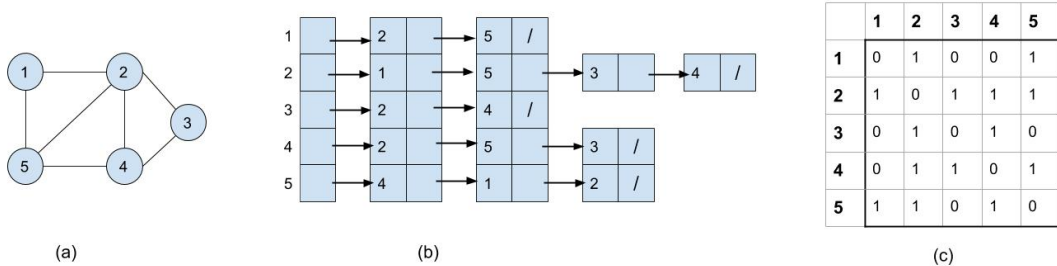 1 2
3
5 4
(a)
1 2 5 /
2 1 5 3 4 /
3 2 4 /
4 2 5 3 /
5 4 1 2 /
(b)
1 2 3 4 5
1 0 1 0 0 1
2 1 0 1 1 1
3 0 1 0 1 0
4 0 1 1 0 1
5 1 1 0 1 0
(c)